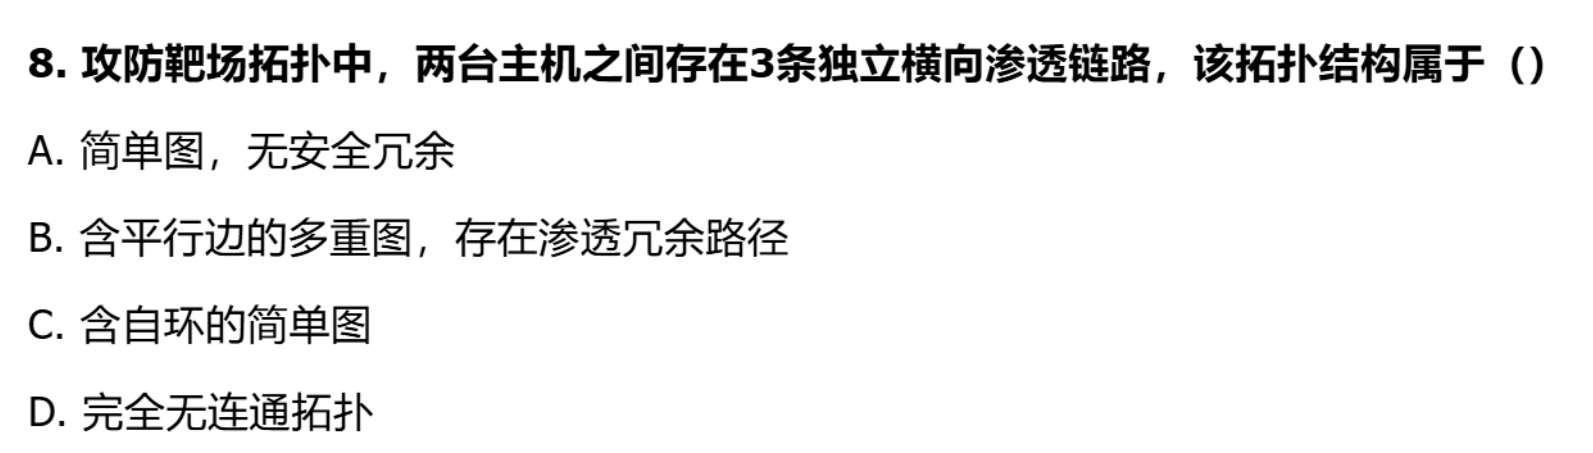 8. 攻防靶场拓扑中，两台主机之间存在3条独立横向渗透链路，该拓扑结构属于（）
A. 简单图，无安全冗余
B. 含平行边的多重图，存在渗透冗余路径
C. 含自环的简单图
D. 完全无连通拓扑